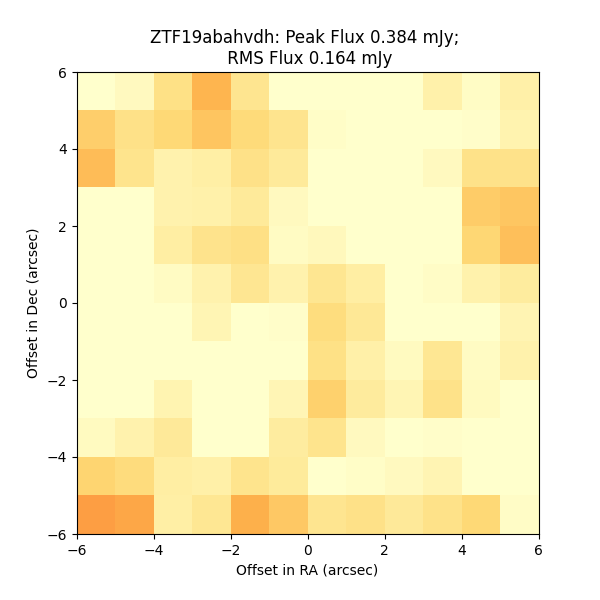 ZTF19abahvdh: Peak Flux 0.384 mJy;
RMS Flux 0.164 mJy
6
4
2
0
−2
−4
−6
Offset in Dec (arcsec)
−6 −4 −2 0 2 4 6
Offset in RA (arcsec)